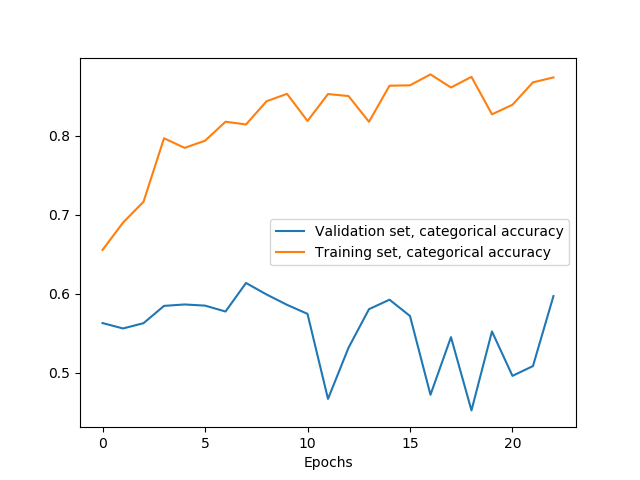 0.8
0.7
Validation set, categorical accuracy
Training set, categorical accuracy
0.6
0.5
0 5 10 15 20
Epochs